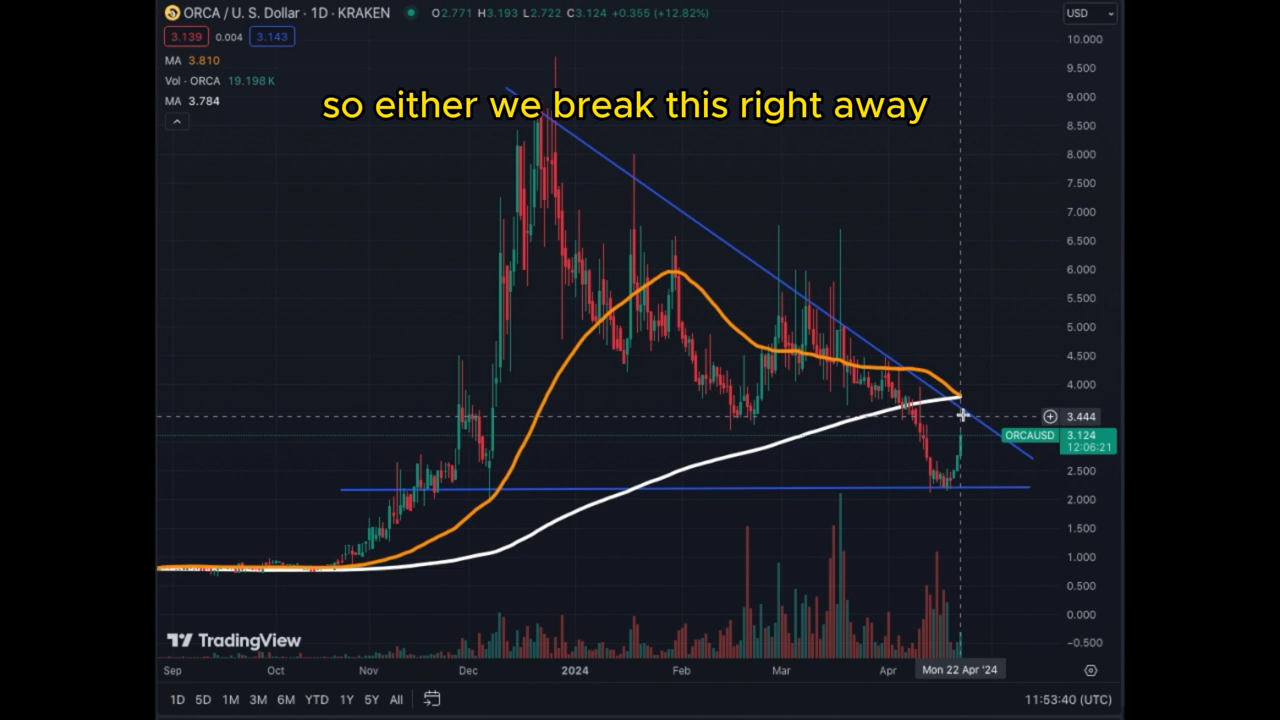 ORCA / U. S. Dollar · 1D · KRAKEN O2.771 H3.193 L2.722 C3.124 +0.355 (+12.82%) USD
3.139 0.004 3.143
MA 3.810
Vol · ORCA 19.198 K
MA 3.784
so either we break this right away
10.000
9.500
9.000
8.500
8.000
7.500
7.000
6.500
6.000
5.500
5.000
4.500
4.000
3.444
ORCAUSD 3.124
12:06:21
2.500
2.000
1.500
1.000
0.500
0.000
−0.500
TradingView
Sep Oct Nov Dec 2024 Feb Mar Apr Mon 22 Apr '24
1D 5D 1M 3M 6M YTD 1Y 5Y All 11:53:40 (UTC)